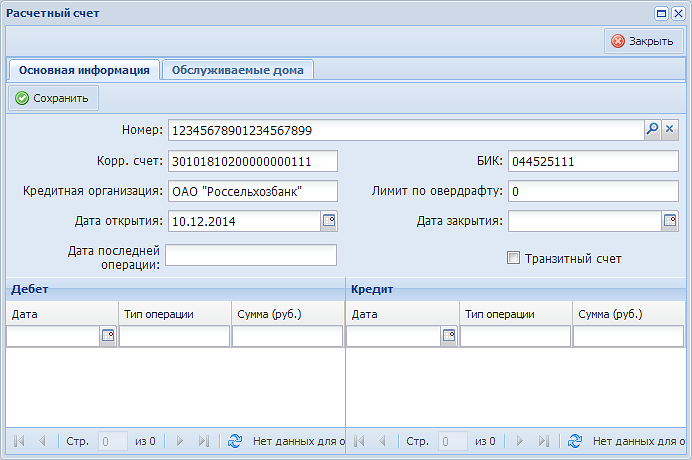 Расчетный счет
Закрыть
Основная информация Обслуживаемые дома
Сохранить
Номер: 12345678901234567899
Корр. счет: 30101810200000000111 БИК: 044525111
Кредитная организация: ОАО "Россельхозбанк" Лимит по овердрафту: 0
Дата открытия: 10.12.2014 Дата закрытия:
Дата последней
операции:
Транзитный счет
Дебет Кредит
Дата Тип операции Сумма (руб.) Дата Тип операции Сумма (руб.)
Стр. 0 из 0 Нет данных для о Стр. 0 из 0 Нет данных для о